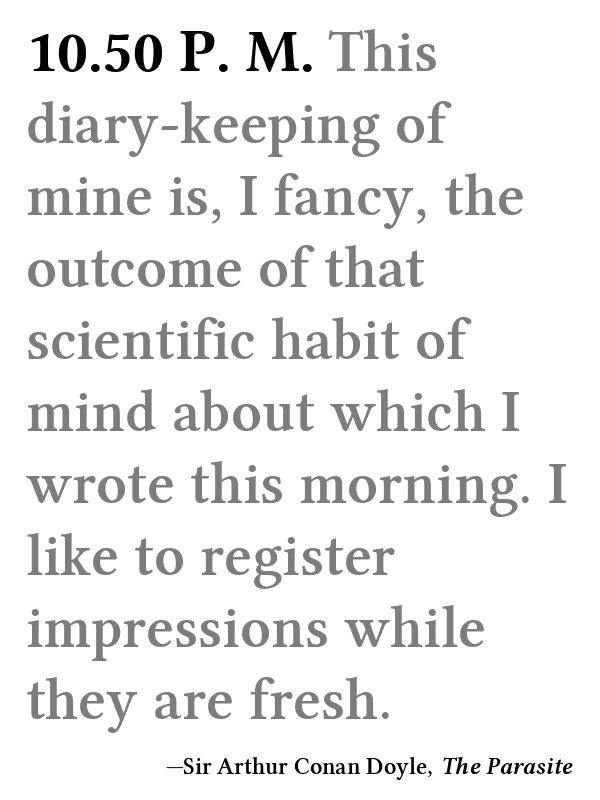 10.50 P. M. This
diary-keeping of
mine is, I fancy, the
outcome of that
scientific habit of
mind about which I
wrote this morning. I
like to register
impressions while
they are fresh.
—Sir Arthur Conan Doyle, The Parasite